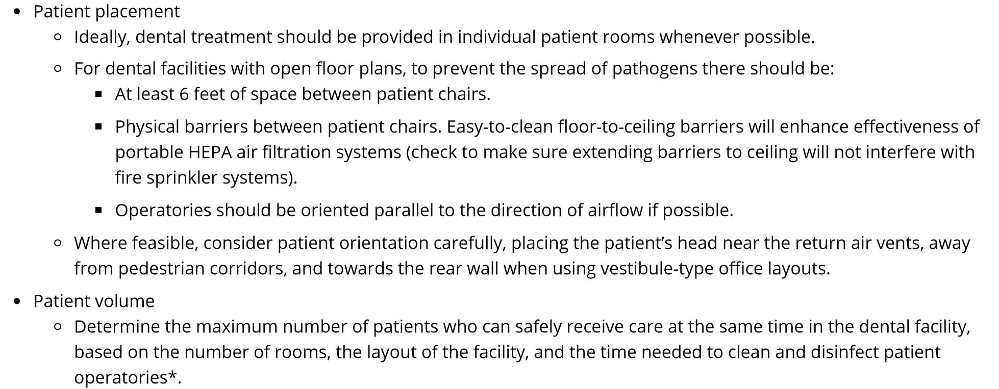 • Patient placement
◦ Ideally, dental treatment should be provided in individual patient rooms whenever possible.
◦ For dental facilities with open floor plans, to prevent the spread of pathogens there should be:
▪ At least 6 feet of space between patient chairs.
▪ Physical barriers between patient chairs. Easy-to-clean floor-to-ceiling barriers will enhance effectiveness of
portable HEPA air filtration systems (check to make sure extending barriers to ceiling will not interfere with
fire sprinkler systems).
▪ Operatories should be oriented parallel to the direction of airflow if possible.
◦ Where feasible, consider patient orientation carefully, placing the patient’s head near the return air vents, away
from pedestrian corridors, and towards the rear wall when using vestibule-type office layouts.
• Patient volume
◦ Determine the maximum number of patients who can safely receive care at the same time in the dental facility,
based on the number of rooms, the layout of the facility, and the time needed to clean and disinfect patient
operatories*.